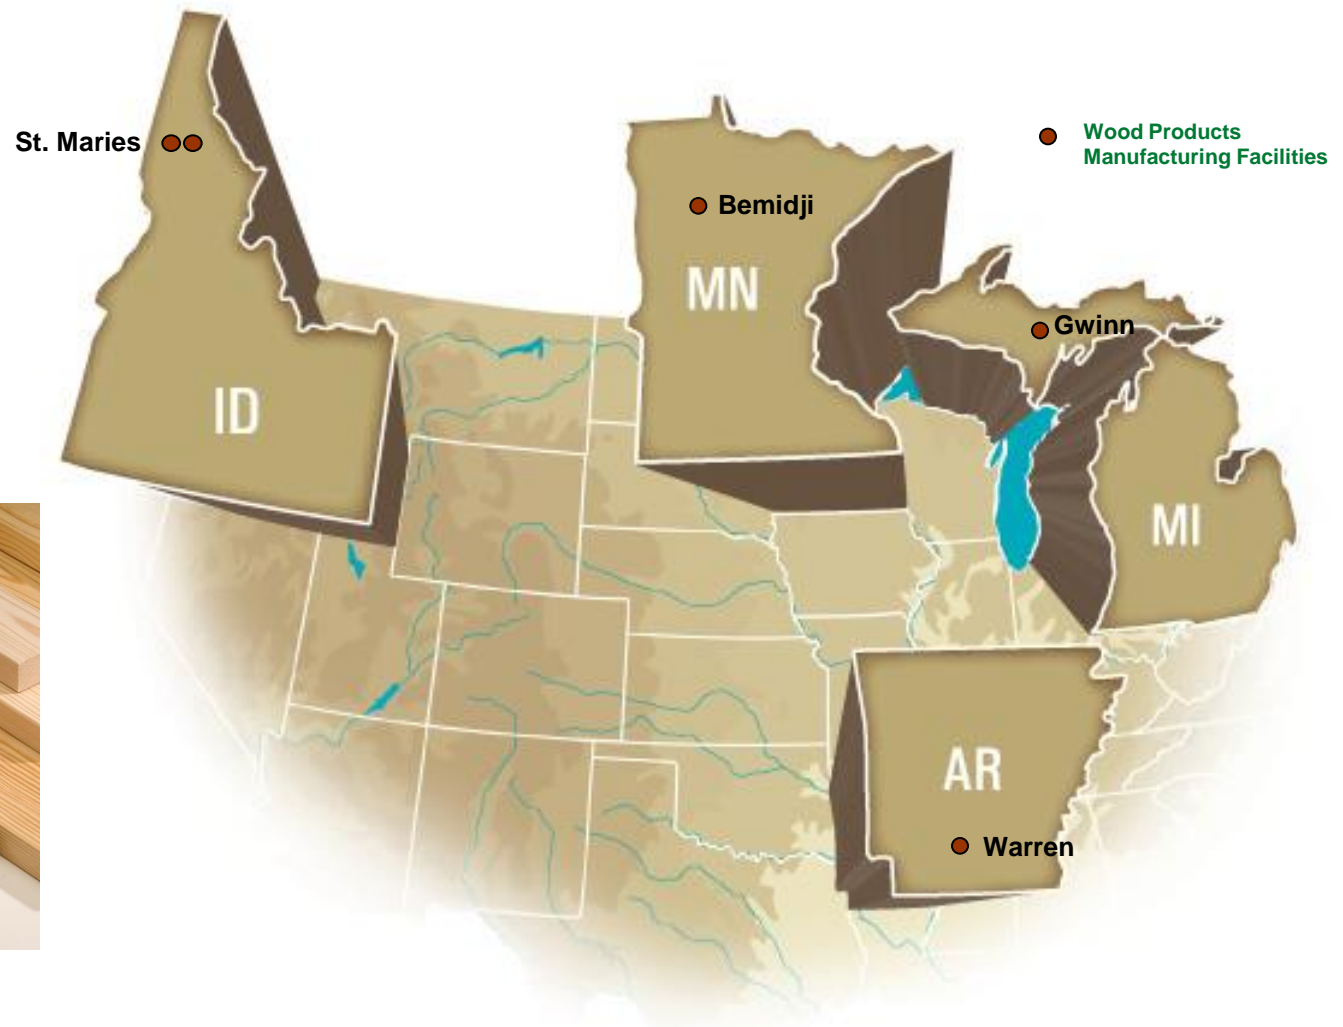 St. Maries
Bemidji
Wood Products
Manufacturing Facilities
MN
Gwinn
ID
MI
AR
Warren